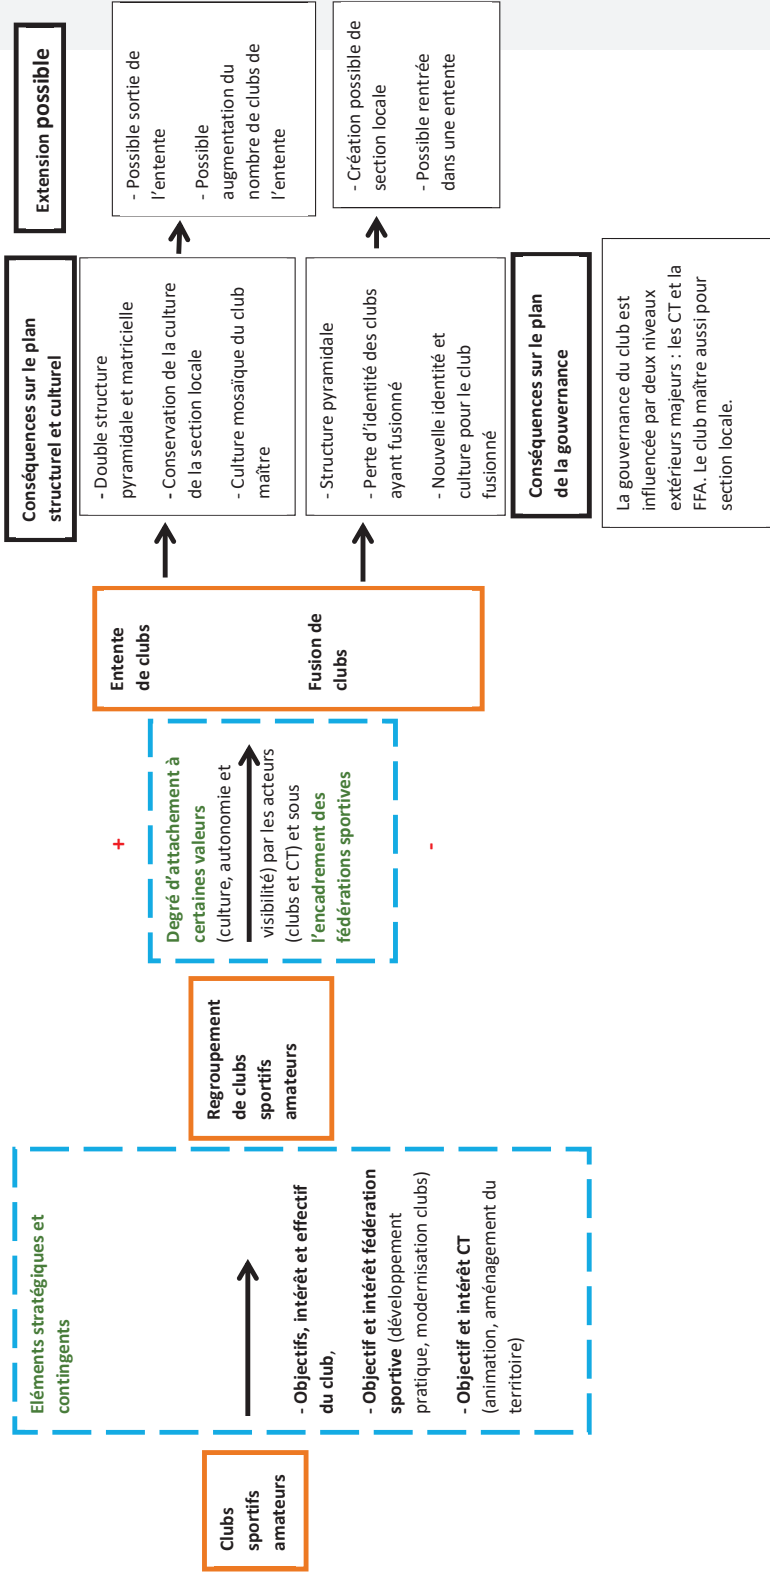 Clubs
sportifs
amateurs
Eléments stratégiques et
contingents
- Objectifs, intérêt et effectif
du club,
- Objectif et intérêt fédération
sportive (développement
pratique, modernisation clubs)
- Objectif et intérêt CT
(animation, aménagement du
territoire)
Regroupement
de clubs
sportifs
amateurs
+
Degré d'attachement à
certaines valeurs
(culture, autonomie et
visibilité) par les acteurs
(clubs et CT) et sous
l'encadrement des
fédérations sportives
-
Entente
de clubs
Fusion de
clubs
Conséquences sur le plan
structurel et culturel
- Double structure
pyramidale et matricielle
- Conservation de la culture
de la section locale
- Culture mosaïque du club
maître
- Structure pyramidale
- Perte d'identité des clubs
ayant fusionné
- Nouvelle identité et
culture pour le club
fusionné
Conséquences sur le plan
de la gouvernance
La gouvernance du club est
influencée par deux niveaux
extérieurs majeurs : les CT et la
FFA. Le club maître aussi pour
section locale.
Extension possible
- Possible sortie de
l'entente
- Possible
augmentation du
nombre de clubs de
l'entente
- Création possible de
section locale
- Possible rentrée
dans une entente